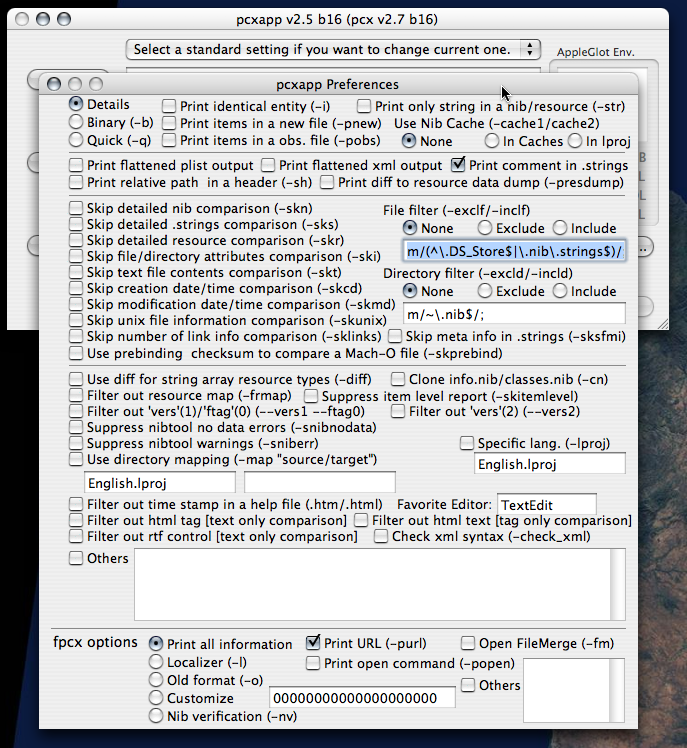 pcxapp v2.5 b16 (pcx v2.7 b16)
Select a standard setting if you want to change current one.
AppleGlot Env.
pcxapp Preferences
Details
Print identical entity (-i)
Print only string in a nib/resource (-str)
Binary (-b)
Print items in a new file (-pnew)
Use Nib Cache (-cache1/cache2)
Quick (-q)
Print items in a obs. file (-pobs)
None
In Caches
In lproj
Print flattened plist output
Print flattened xml output
Print comment in .strings
Print relative path in a header (-sh)
Print diff to resource data dump (-presdump)
Skip detailed nib comparison (-skn)
File filter (-exclf/-inclf)
Skip detailed .strings comparison (-sks)
None
Exclude
Include
Skip detailed resource comparison (-skr)
Skip file/directory attributes comparison (-ski)
m/(^\.DS_Store$|\.nib\.strings$)/
Skip text file contents comparison (-skt)
Directory filter (-excld/-incld)
Skip creation date/time comparison (-skcd)
None
Exclude
Include
Skip modification date/time comparison (-skmd)
Skip unix file information comparison (-skunix)
m/~\.nib$/;
Skip number of link info comparison (-sklinks)
Skip meta info in .strings (-sksfmi)
Use prebinding checksum to compare a Mach-O file (-skprebind)
Use diff for string array resource types (-diff)
Clone info.nib/classes.nib (-cn)
Filter out resource map (-frmap)
Suppress item level report (-skitemlevel)
Filter out 'vers'(1)/'ftag'(0) (--vers1 --ftag0)
Filter out 'vers'(2) (--vers2)
Suppress nibtool no data errors (-snibnodata)
Suppress nibtool warnings (-sniberr)
Specific lang. (-lproj)
Use directory mapping (-map "source/target")
English.lproj
English.lproj
Filter out time stamp in a help file (.htm/.html)
Favorite Editor:
TextEdit
Filter out html tag [text only comparison]
Filter out html text [tag only comparison]
Filter out rtf control [text only comparison]
Check xml syntax (-check_xml)
Others
fpcx options
Print all information
Print URL (-purl)
Open FileMerge (-fm)
Localizer (-l)
Print open command (-popen)
Old format (-o)
Others
Customize
00000000000000000000
Nib verification (-nv)